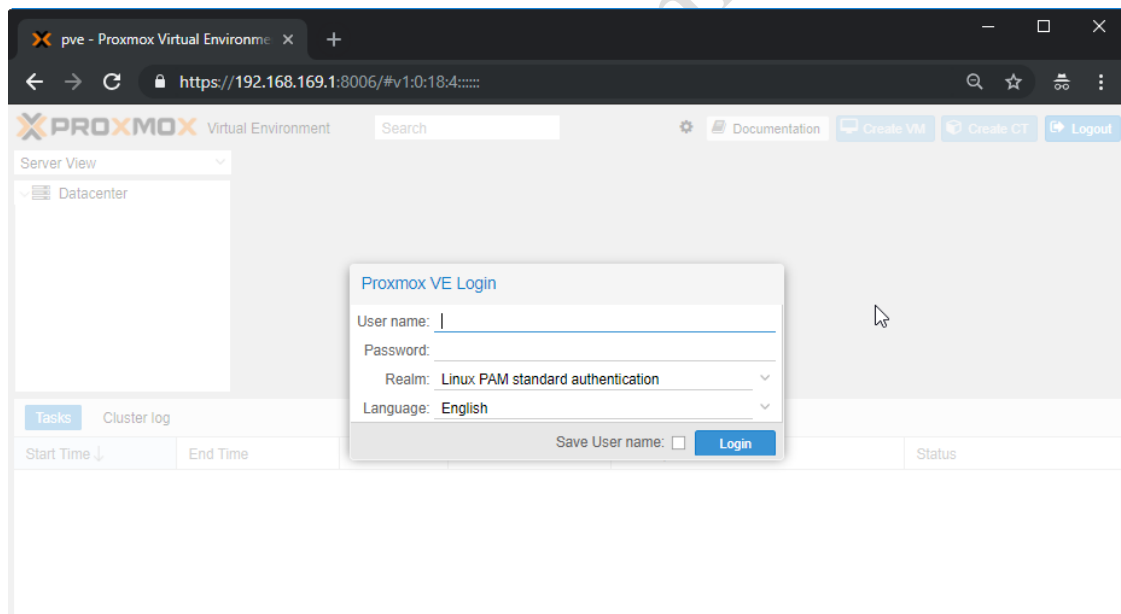 pve - Proxmox Virtual Environme
https://192.168.169.1:8006/#v1:0:18:4::::::
PROXMOX Virtual Environment Search Documentation Create VM Create CT Logout
Server View
Datacenter
Proxmox VE Login
User name:
Password:
Realm: Linux PAM standard authentication
Language: English
Save User name: Login
Tasks Cluster log
Start Time End Time Status